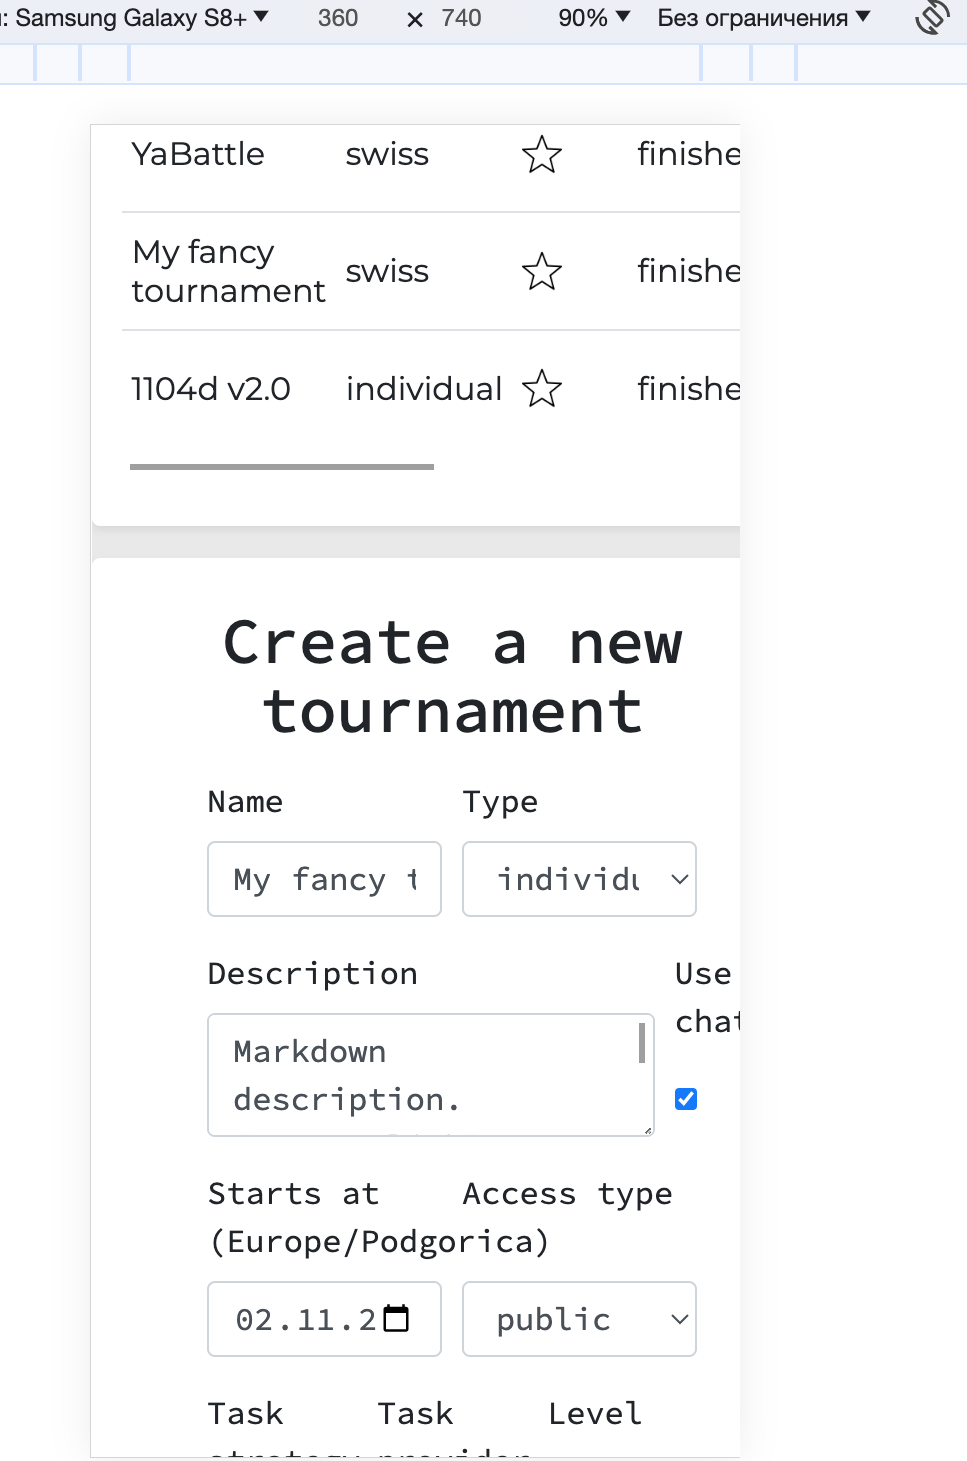 : Samsung Galaxy S8+ 360 × 740 90% Без ограничения
YaBattle swiss finishe
My fancy tournament swiss finishe
1104d v2.0 individual finishe
Create a new
tournament
Name Type
My fancy t individu
Description Use
chat
Markdown
description.
Starts at Access type
(Europe/Podgorica)
02.11.2 public
Task Task Level
strategy provider